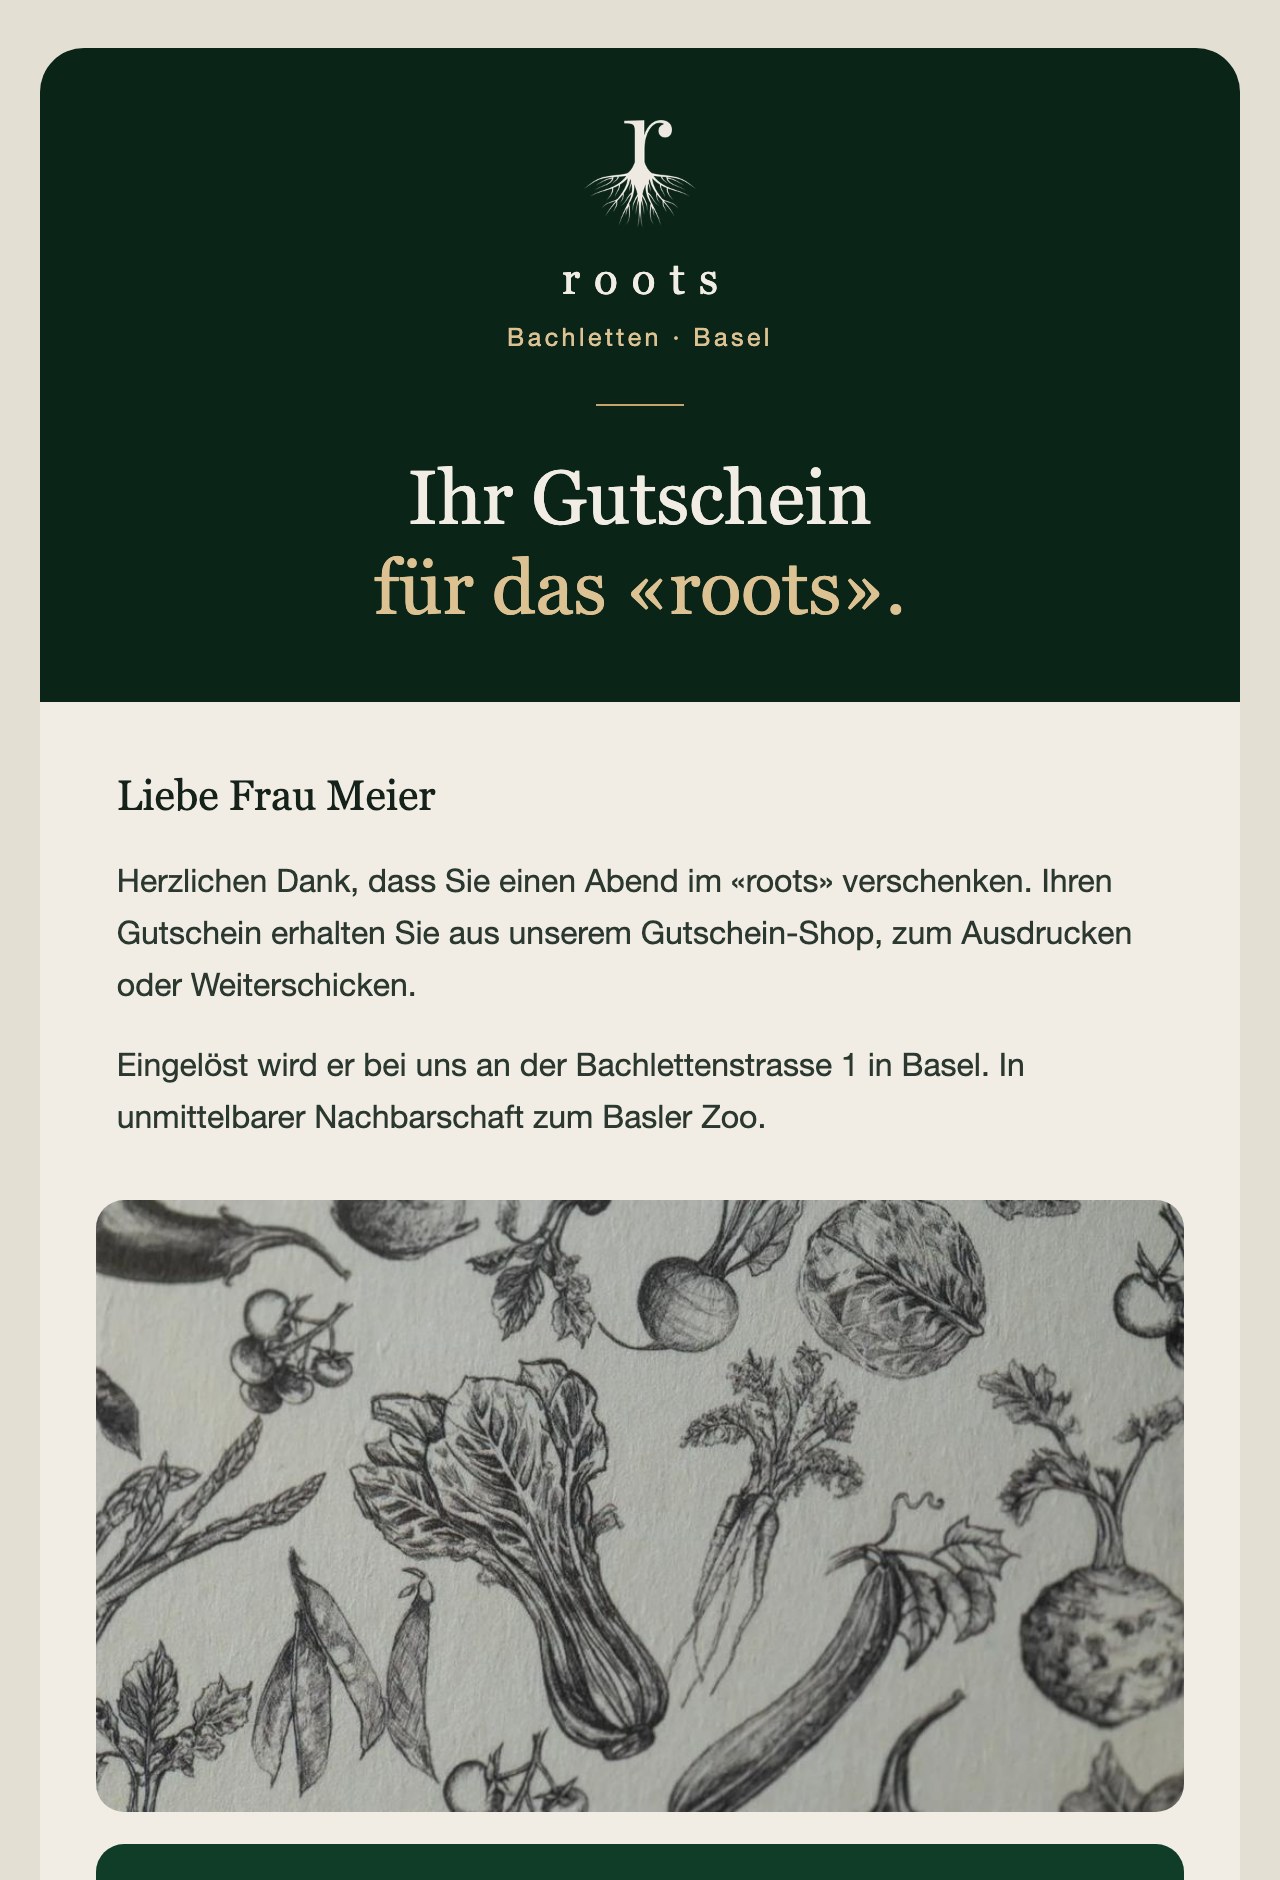 r
roots
Bachletten · Basel
Ihr Gutschein
für das «roots».
Liebe Frau Meier
Herzlichen Dank, dass Sie einen Abend im «roots» verschenken. Ihren
Gutschein erhalten Sie aus unserem Gutschein-Shop, zum Ausdrucken
oder Weiterschicken.
Eingelöst wird er bei uns an der Bachlettenstrasse 1 in Basel. In
unmittelbarer Nachbarschaft zum Basler Zoo.